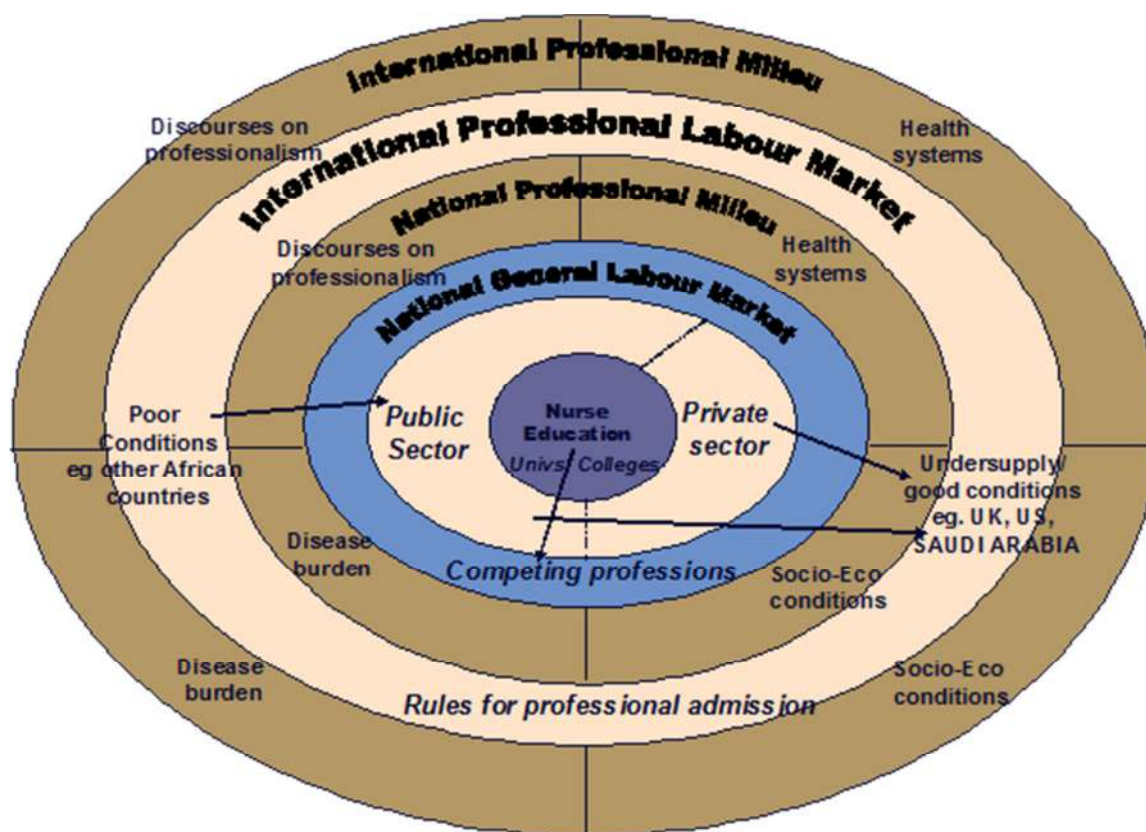 International Professional Milieu
Discourses on
professionalism
Health
systems
International Professional Labour Market
National Professional Milieu
Discourses on
professionalism
Health
systems
National General Labour Market
Poor
Conditions
eg other African
countries
Public
Sector
Nurse
Education
Univs/ Colleges
Private
sector
Undersupply/
good conditions
eg. UK, US,
SAUDI ARABIA
Disease
burden
Competing professions
Socio-Eco
conditions
Disease
burden
Rules for professional admission
Socio-Eco
conditions